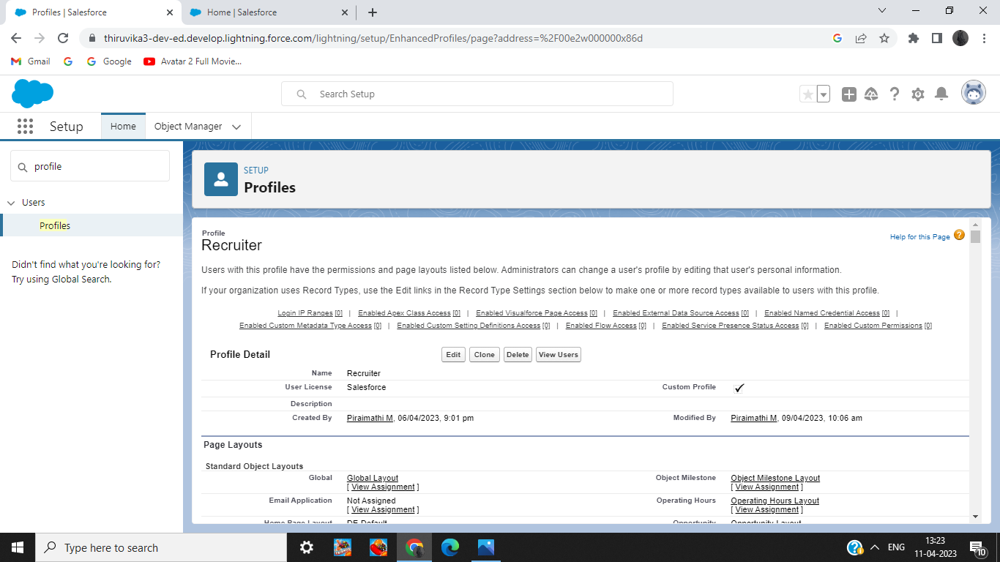 Profiles | Salesforce
Home | Salesforce
thiruvika3-dev-ed.develop.lightning.force.com/lightning/setup/EnhancedProfiles/page?address=%2F00e2w000000x86d
Gmail
Google
Avatar 2 Full Movie...
Search Setup
Setup
Home
Object Manager
profile
Users
Profiles
Didn't find what you're looking for?
Try using Global Search.
SETUP
Profiles
Profile
Recruiter
Help for this Page
Users with this profile have the permissions and page layouts listed below. Administrators can change a user's profile by editing that user's personal information.
If your organization uses Record Types, use the Edit links in the Record Type Settings section below to make one or more record types available to users with this profile.
Login IP Ranges [0] | Enabled Apex Class Access [0] | Enabled Visualforce Page Access [0] | Enabled External Data Source Access [0] | Enabled Named Credential Access [0] |
Enabled Custom Metadata Type Access [0] | Enabled Custom Setting Definitions Access [0] | Enabled Flow Access [0] | Enabled Service Presence Status Access [0] | Enabled Custom Permissions [0]
Profile Detail Edit Clone Delete View Users
Name Recruiter
User License Salesforce Custom Profile
Description
Created By Piraimathi M, 06/04/2023, 9:01 pm Modified By Piraimathi M, 09/04/2023, 10:06 am
Page Layouts
Standard Object Layouts
Global Global Layout Object Milestone Object Milestone Layout
[ View Assignment ] [ View Assignment ]
Email Application Not Assigned Operating Hours Operating Hours Layout
[ View Assignment ] [ View Assignment ]
Home Page Layout DE Default Opportunity Opportunity Layout
Type here to search
ENG
13:23
11-04-2023
10